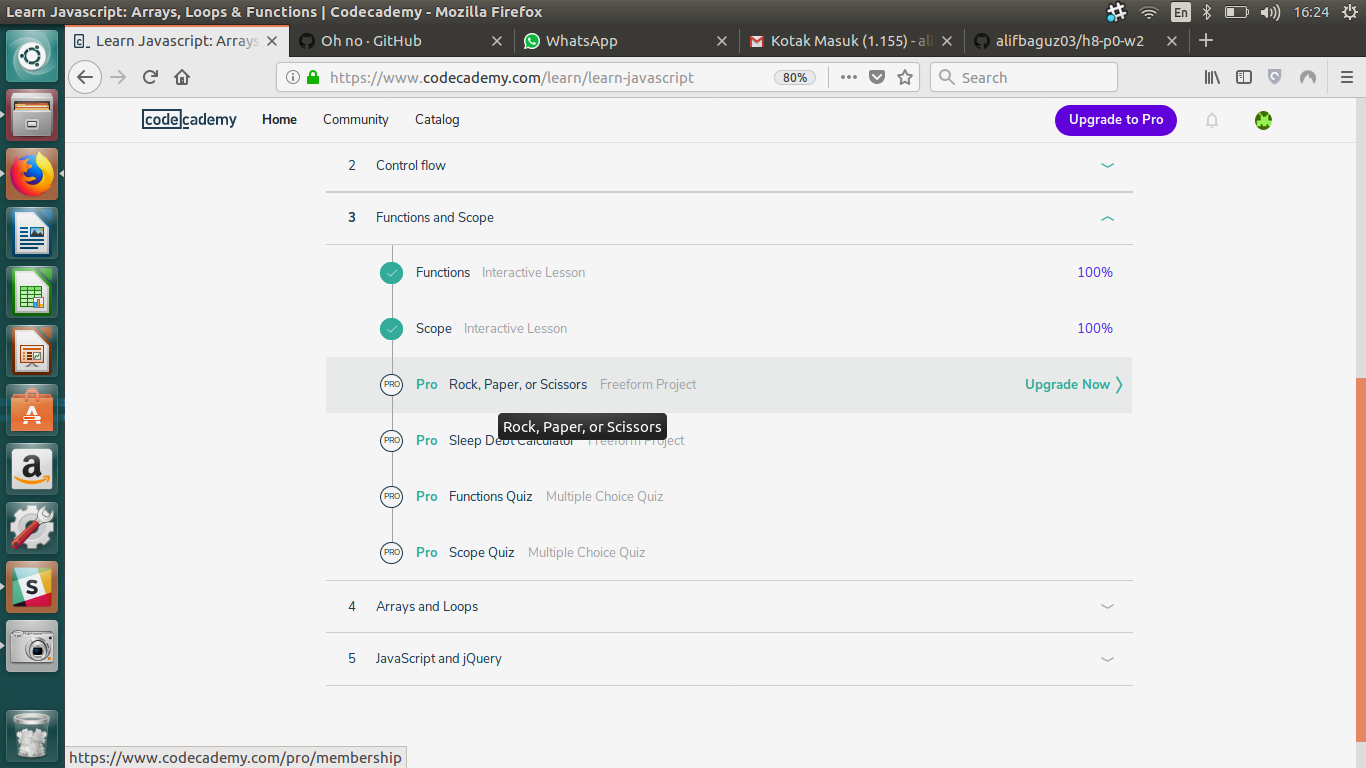 Learn Javascript: Arrays, Loops & Functions | Codecademy - Mozilla Firefox
En
16:24
Learn Javascript: Arrays
Oh no · GitHub
WhatsApp
Kotak Masuk (1.155) - ali
alifbaguz03/h8-p0-w2
https://www.codecademy.com/learn/learn-javascript
80%
Search
codecademy
Home
Community
Catalog
Upgrade to Pro
2 Control flow
3 Functions and Scope
Functions Interactive Lesson 100%
Scope Interactive Lesson 100%
PRO Pro Rock, Paper, or Scissors Freeform Project Upgrade Now
Rock, Paper, or Scissors
PRO Pro Sleep Debt Calculator Freeform Project
PRO Pro Functions Quiz Multiple Choice Quiz
PRO Pro Scope Quiz Multiple Choice Quiz
4 Arrays and Loops
5 JavaScript and jQuery
https://www.codecademy.com/pro/membership